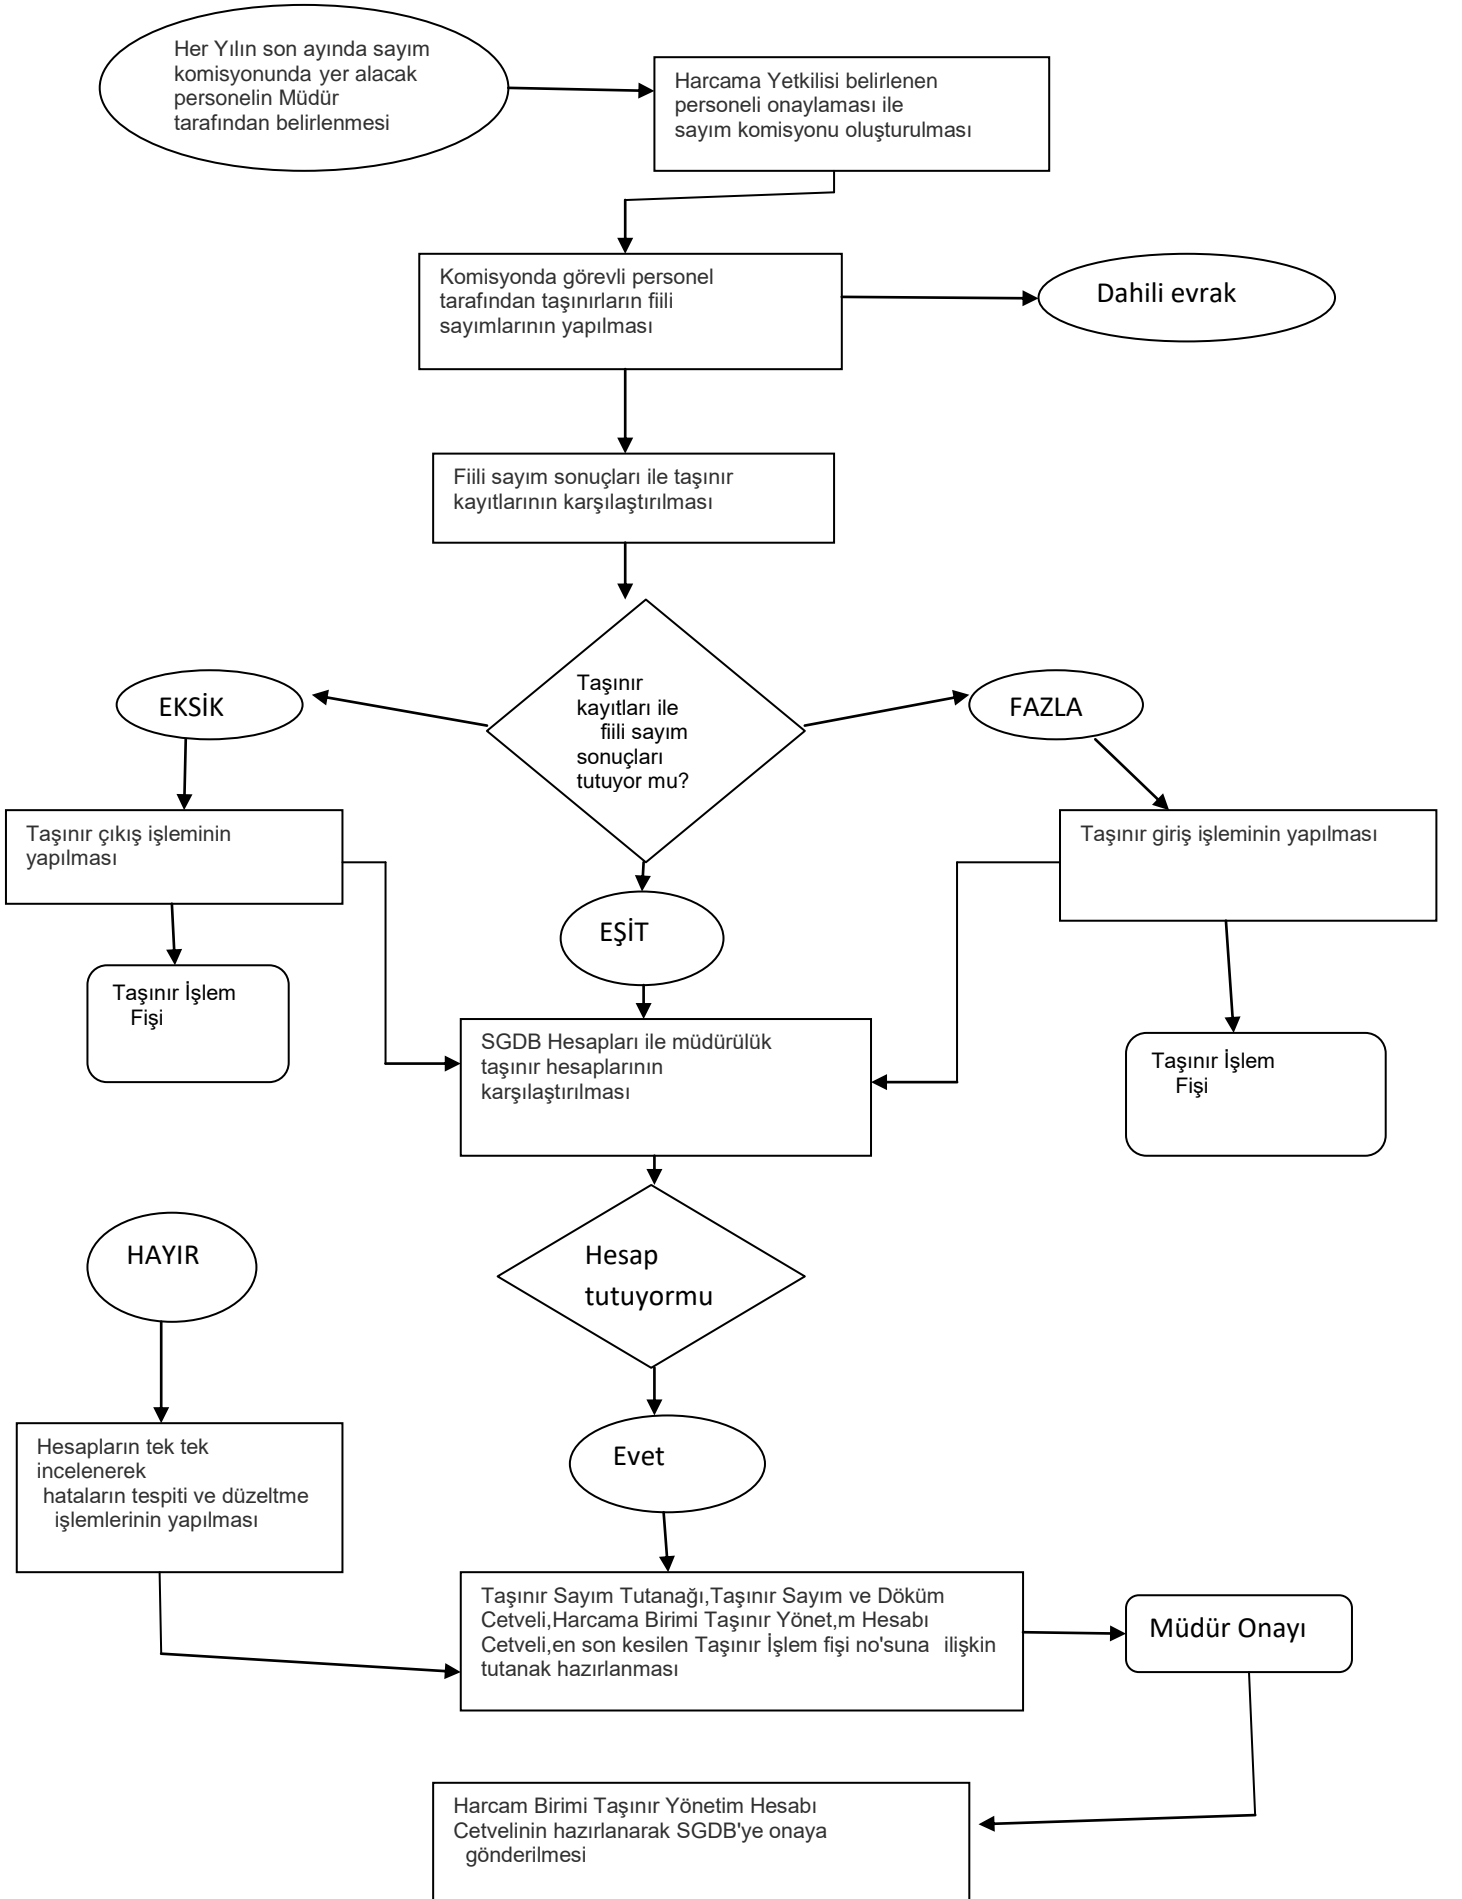 Her Yılın son ayında sayım
komisyonunda yer alacak
personelin Müdür
tarafından belirlenmesi
Harcama Yetkilisi belirlenen
personeli onaylaması ile
sayım komisyonu oluşturulması
Komisyonda görevli personel
tarafından taşınırların fiili
sayımlarının yapılması
Dahili evrak
Fiili sayım sonuçları ile taşınır
kayıtlarının karşılaştırılması
Taşınır
kayıtları ile
fiili sayım
sonuçları
tutuyor mu?
EKSİK
FAZLA
Taşınır çıkış işleminin
yapılması
Taşınır giriş işleminin yapılması
EŞİT
Taşınır İşlem
Fişi
SGDB Hesapları ile müdürülük
taşınır hesaplarının
karşılaştırılması
Taşınır İşlem
Fişi
HAYIR
Hesap
tutuyormu
Hesapların tek tek
incelenerek
hataların tespiti ve düzeltme
işlemlerinin yapılması
Evet
Taşınır Sayım Tutanağı,Taşınır Sayım ve Döküm
Cetveli,Harcama Birimi Taşınır Yönet,m Hesabı
Cetveli,en son kesilen Taşınır İşlem fişi no'suna ilişkin
tutanak hazırlanması
Müdür Onayı
Harcam Birimi Taşınır Yönetim Hesabı
Cetvelinin hazırlanarak SGDB'ye onaya
gönderilmesi